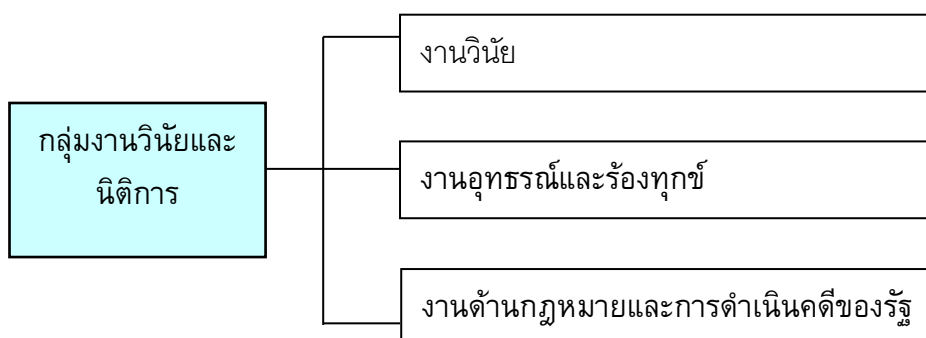 งานวินัย
กลุ่มงานวินัยและ
นิติการ
งานอุทธรณ์และร้องทุกข์
งานด้านกฎหมายและการดำเนินคดีของรัฐ